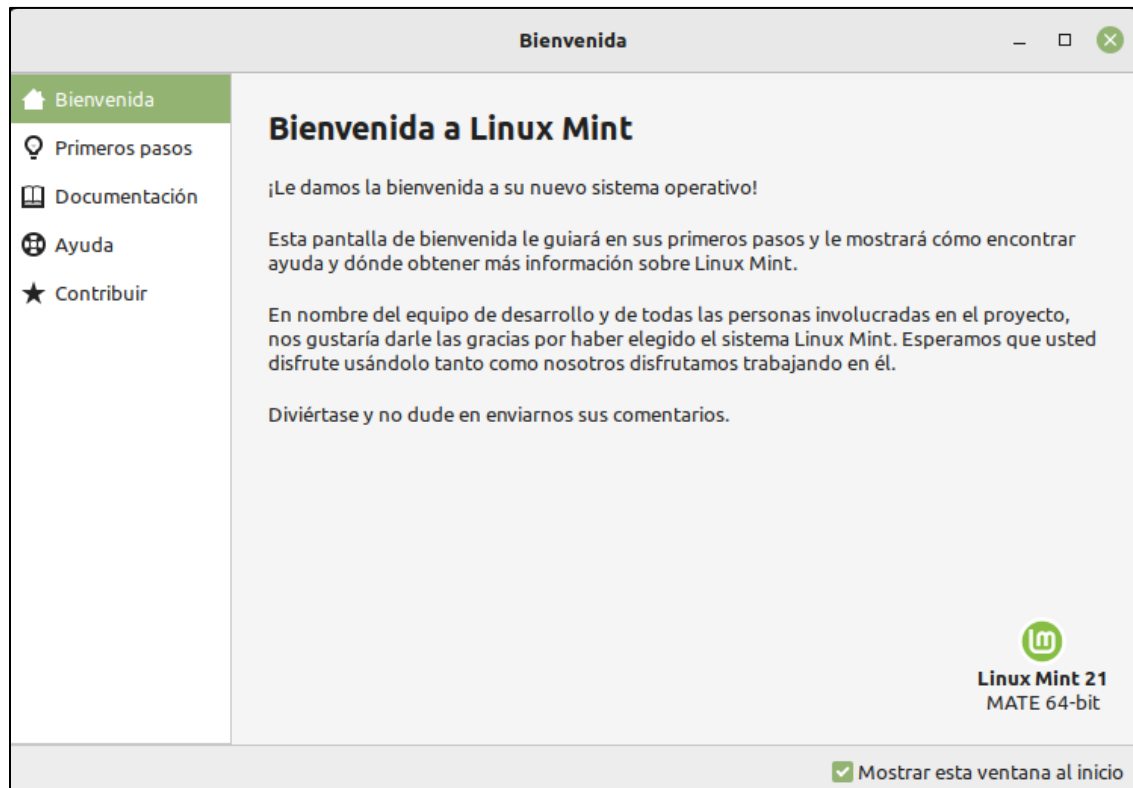 Bienvenida
Bienvenida
Primeros pasos
Documentación
Ayuda
Contribuir
Bienvenida a Linux Mint
¡Le damos la bienvenida a su nuevo sistema operativo!
Esta pantalla de bienvenida le guiará en sus primeros pasos y le mostrará cómo encontrar
ayuda y dónde obtener más información sobre Linux Mint.
En nombre del equipo de desarrollo y de todas las personas involucradas en el proyecto,
nos gustaría darle las gracias por haber elegido el sistema Linux Mint. Esperamos que usted
disfrute usándolo tanto como nosotros disfrutamos trabajando en él.
Diviértase y no dude en enviarnos sus comentarios.
lm
Linux Mint 21
MATE 64-bit
Mostrar esta ventana al inicio